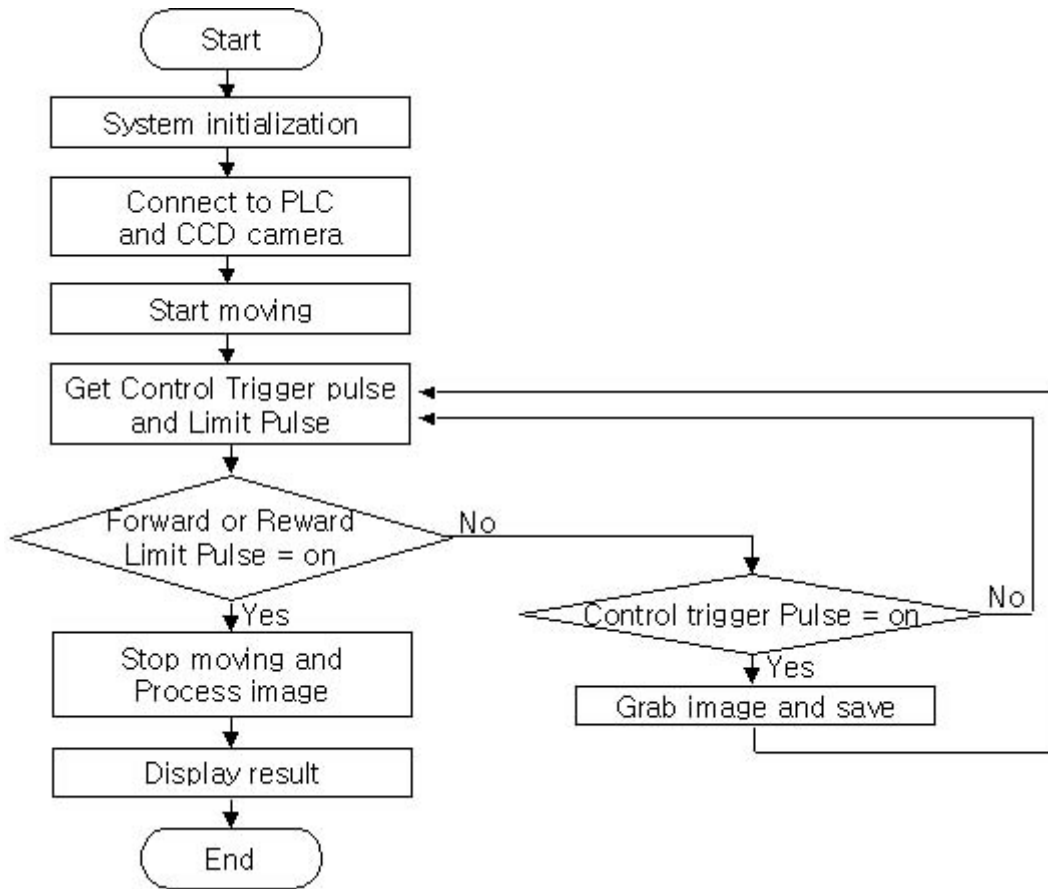 Start
System initialization
Connect to PLC
and CCD camera
Start moving
Get Control Trigger pulse
and Limit Pulse
Forward or Reward
Limit Pulse = on
No
Yes
Control trigger Pulse = on
No
Yes
Grab image and save
Stop moving and
Process image
Display result
End